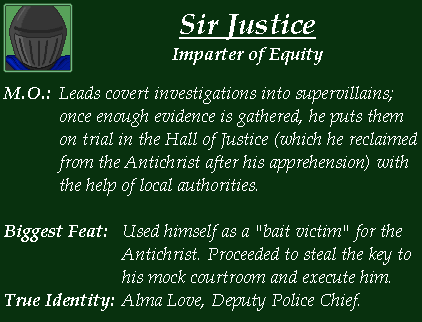 Sir Justice
Imparter of Equity
M.O.: Leads covert investigations into supervillains;
once enough evidence is gathered, he puts them
on trial in the Hall of Justice (which he reclaimed
from the Antichrist after his apprehension) with
the help of local authorities.
Biggest Feat: Used himself as a "bait victim" for the
Antichrist. Proceeded to steal the key to
his mock courtroom and execute him.
True Identity: Alma Love, Deputy Police Chief.